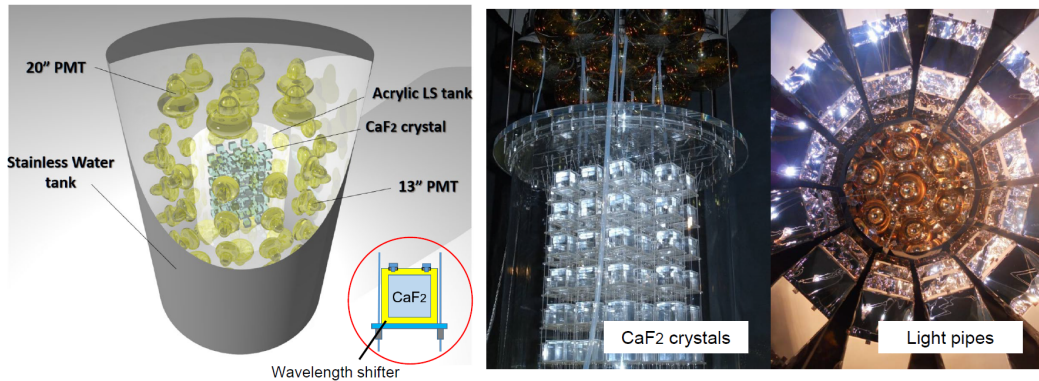 20” PMT
Acrylic LS tank
CaF2 crystal
Stainless Water
tank
13” PMT
CaF2
Wavelength shifter
CaF2 crystals
Light pipes